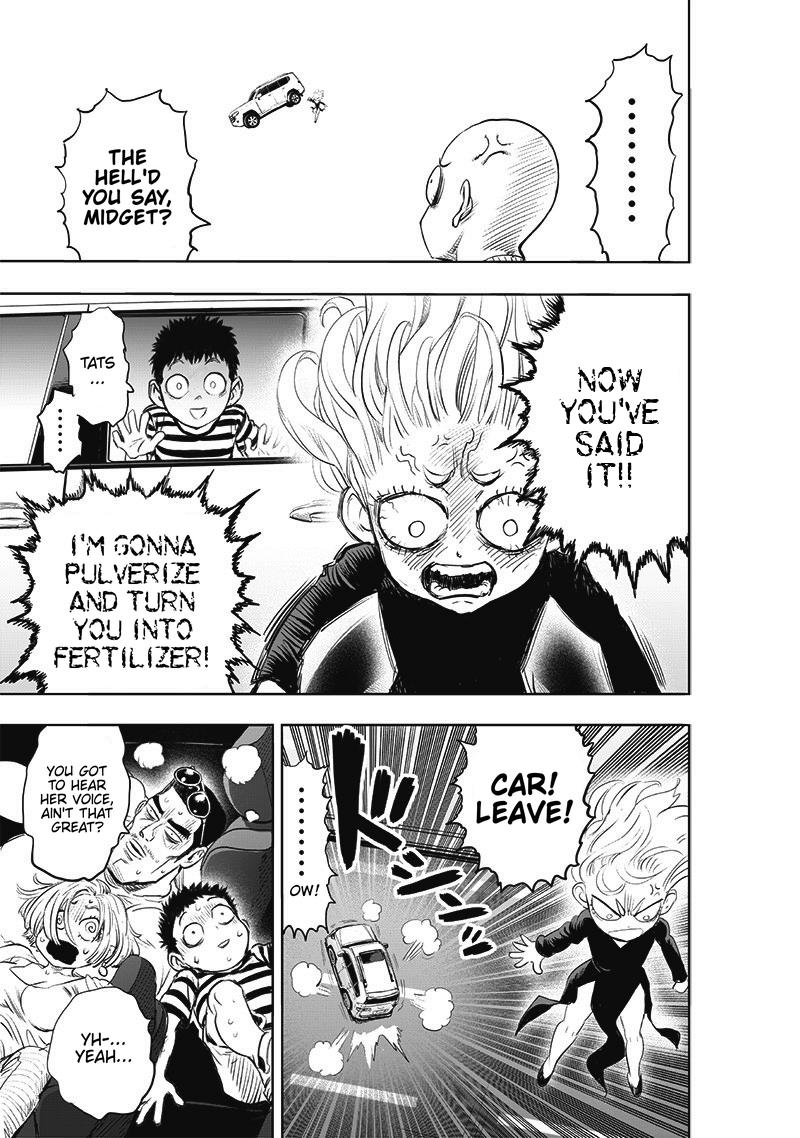 THE
HELL'D
YOU SAY,
MIDGET?
NOW
YOU'VE
SAID
IT!!
TATS
...
I'M GONNA
PULVERIZE
AND TURN
YOU INTO
FERTILIZER!
CAR!
LEAVE!
ドドン
OW!
YOU GOT
TO HEAR
HER VOICE,
AIN'T THAT
GREAT?
YH-...
YEAH...